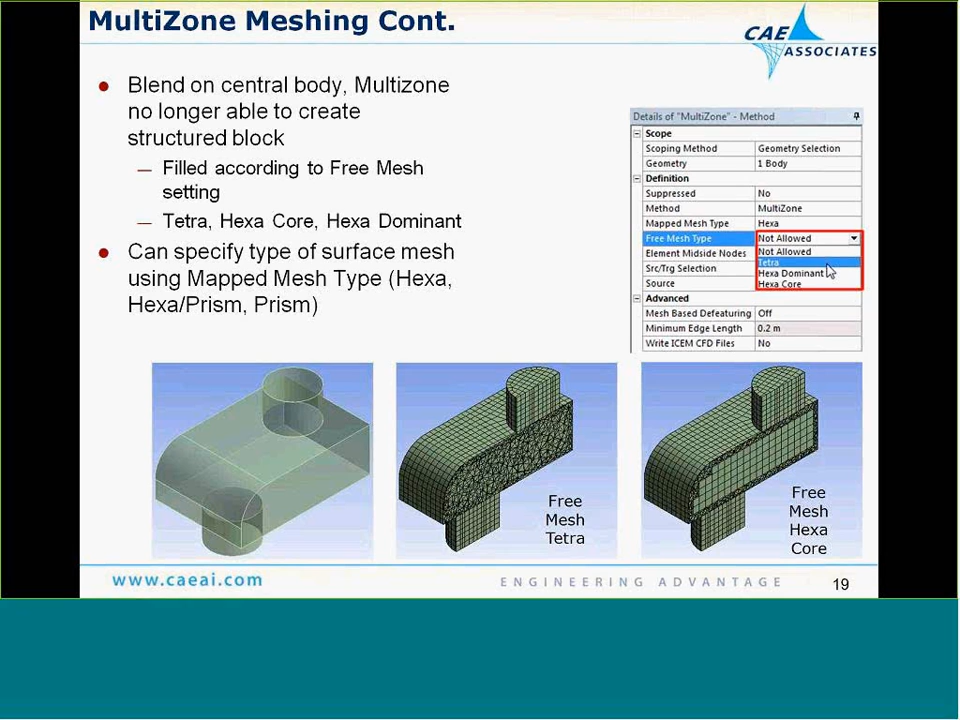 MultiZone Meshing Cont.
CAE
ASSOCIATES
● Blend on central body, Multizone
no longer able to create
structured block
— Filled according to Free Mesh
setting
— Tetra, Hexa Core, Hexa Dominant
● Can specify type of surface mesh
using Mapped Mesh Type (Hexa,
Hexa/Prism, Prism)
Details of "MultiZone" - Method
Scope
Scoping Method Geometry Selection
Geometry 1 Body
Definition
Suppressed No
Method MultiZone
Mapped Mesh Type Hexa
Free Mesh Type Not Allowed
Element Midside Nodes Not Allowed
Tetra
Src/Trg Selection Hexa Dominant
Source Hexa Core
Advanced
Mesh Based Defeaturing Off
Minimum Edge Length 0.2 m
Write ICEM CFD Files No
Free
Mesh
Tetra
Free
Mesh
Hexa
Core
www.caeai.com
ENGINEERING ADVANTAGE
19